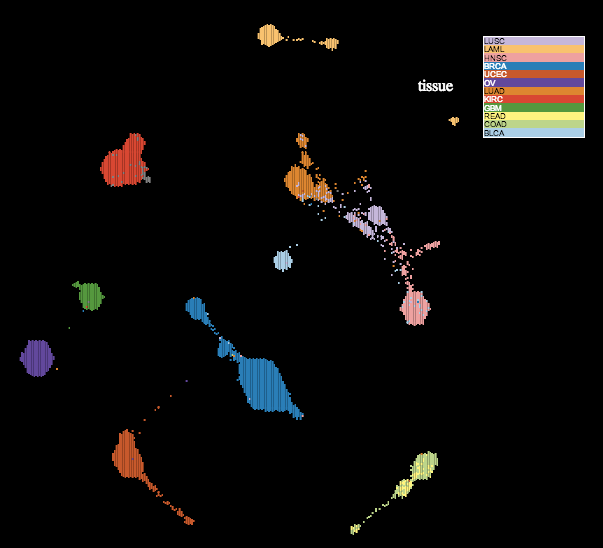 tissue
LUSC
LAML
HNSC
BRCA
UCEC
OV
LUAD
KIRC
GBM
READ
COAD
BLCA